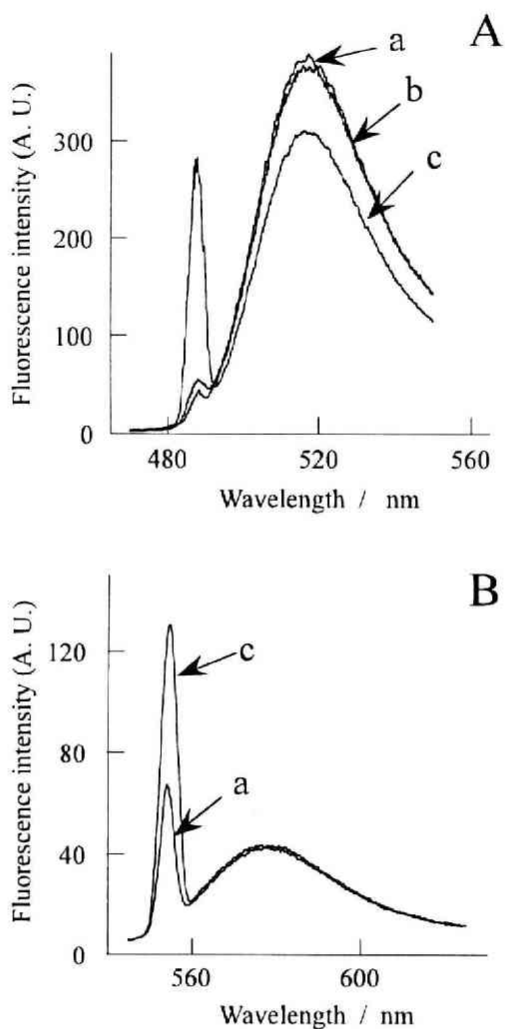 A
a
b
c
300
200
100
0
Fluorescence intensity (A. U.)
480 520 560
Wavelength / nm
B
c
a
120
80
40
0
Fluorescence intensity (A. U.)
560 600
Wavelength / nm